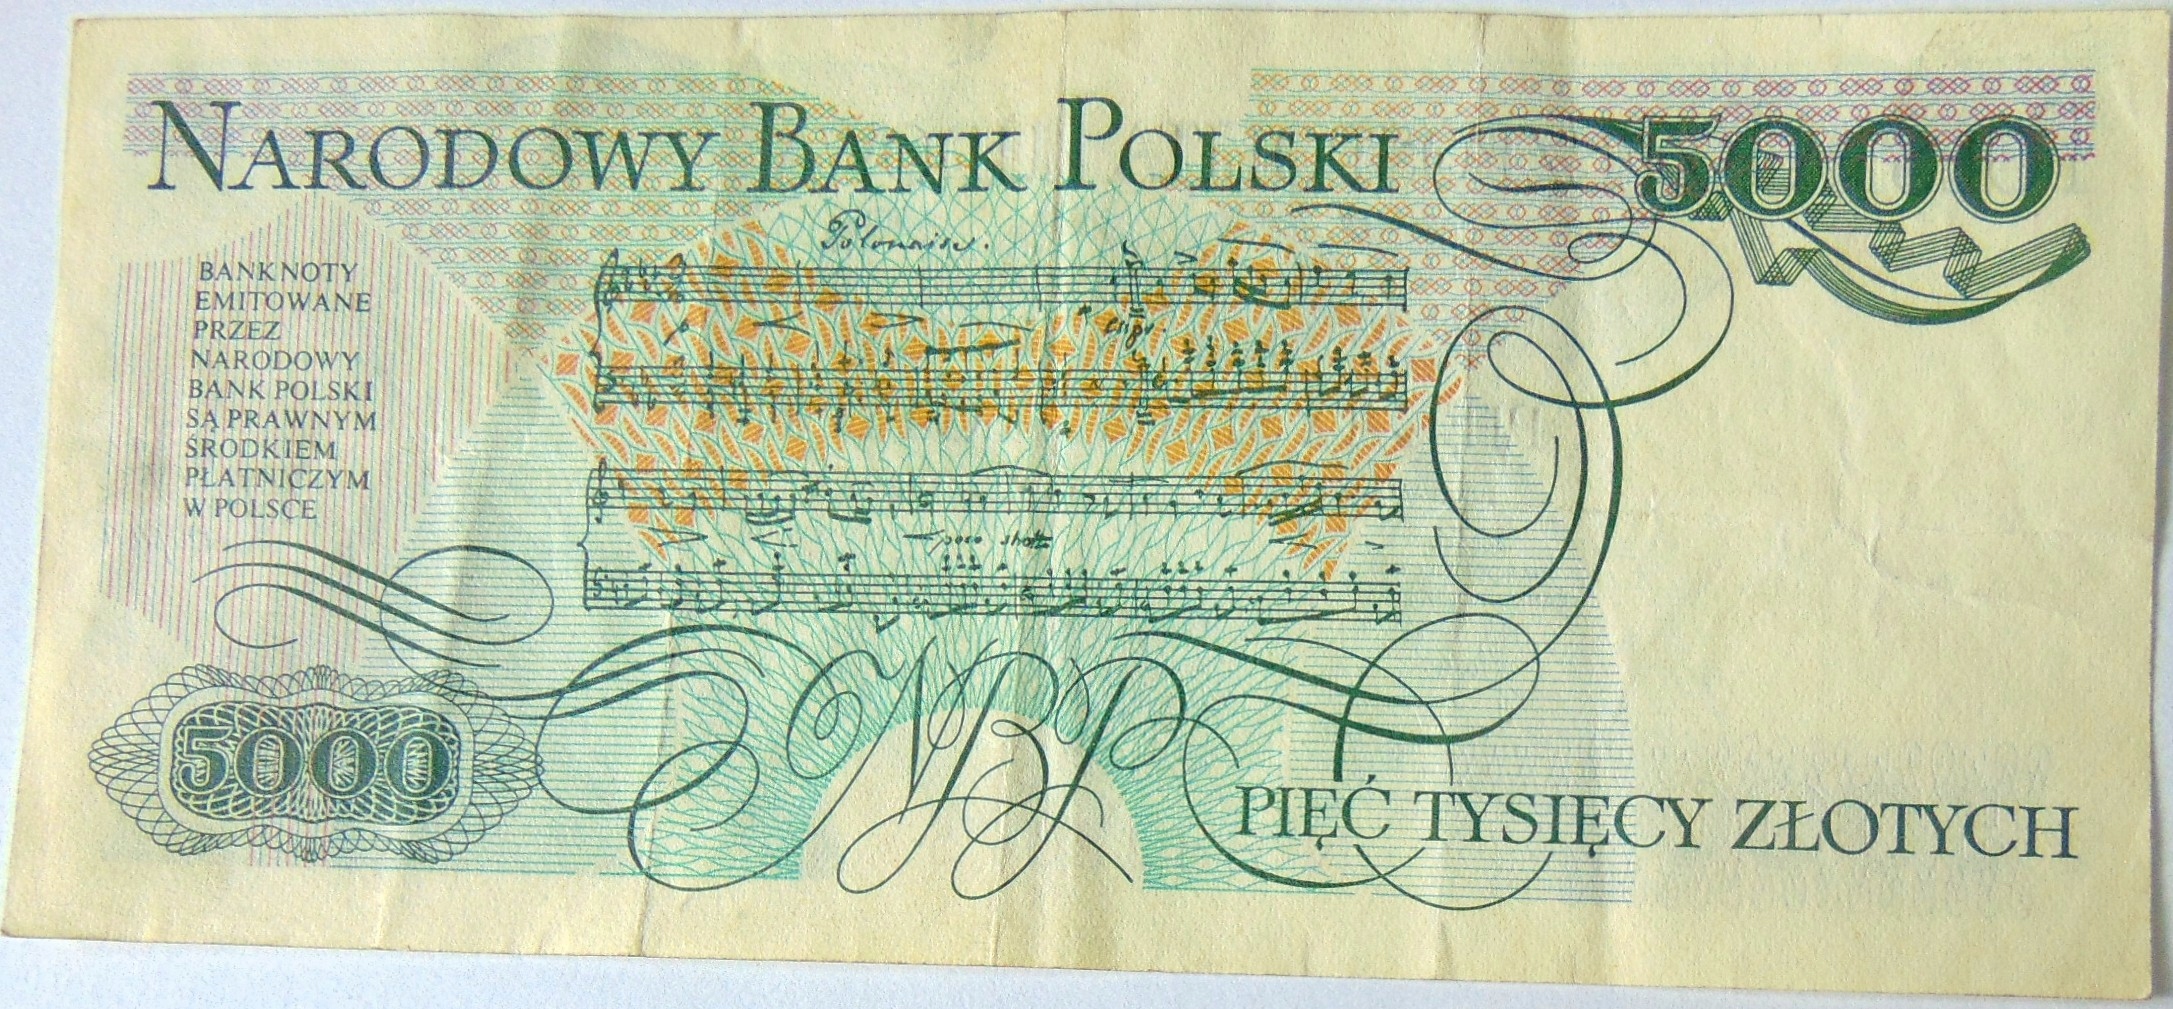 NARODOWY BANK POLSKI
5000
Polonaise.
BANKNOTY
EMITOWANE
PRZEZ
NARODOWY
BANK POLSKI
SĄ PRAWNYM
ŚRODKIEM
PŁATNICZYM
W POLSCE
poco
NBP
5000
PIĘĆ TYSIĘCY ZŁOTYCH